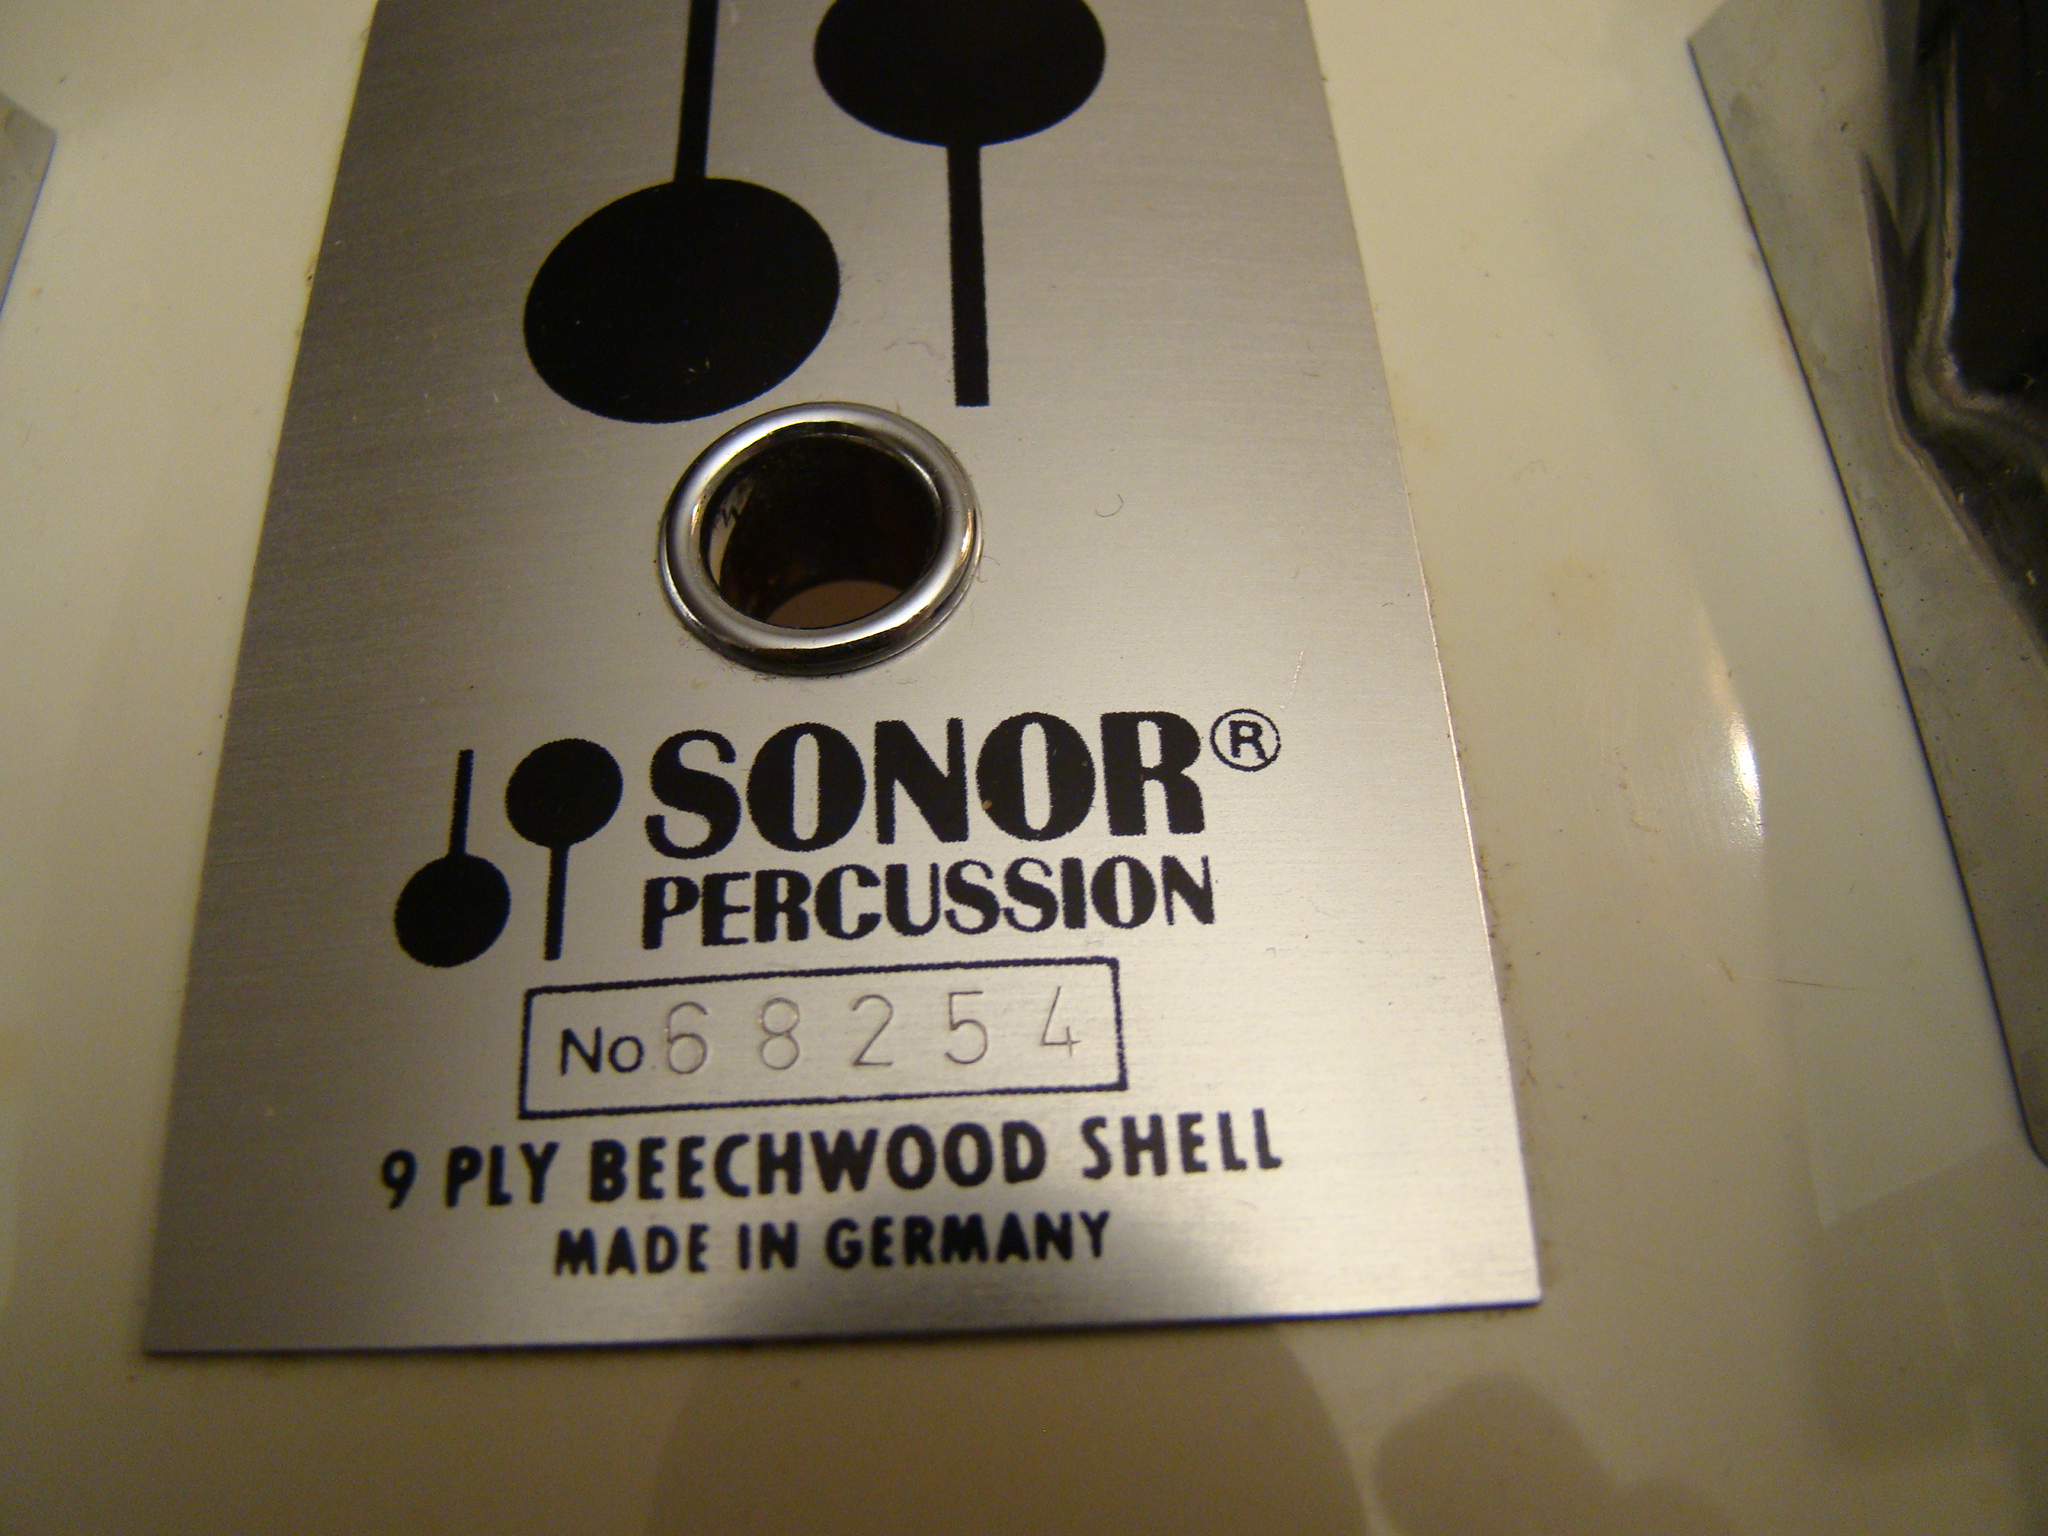 SONOR®
PERCUSSION
No 68254
9 PLY BEECHWOOD SHELL
MADE IN GERMANY